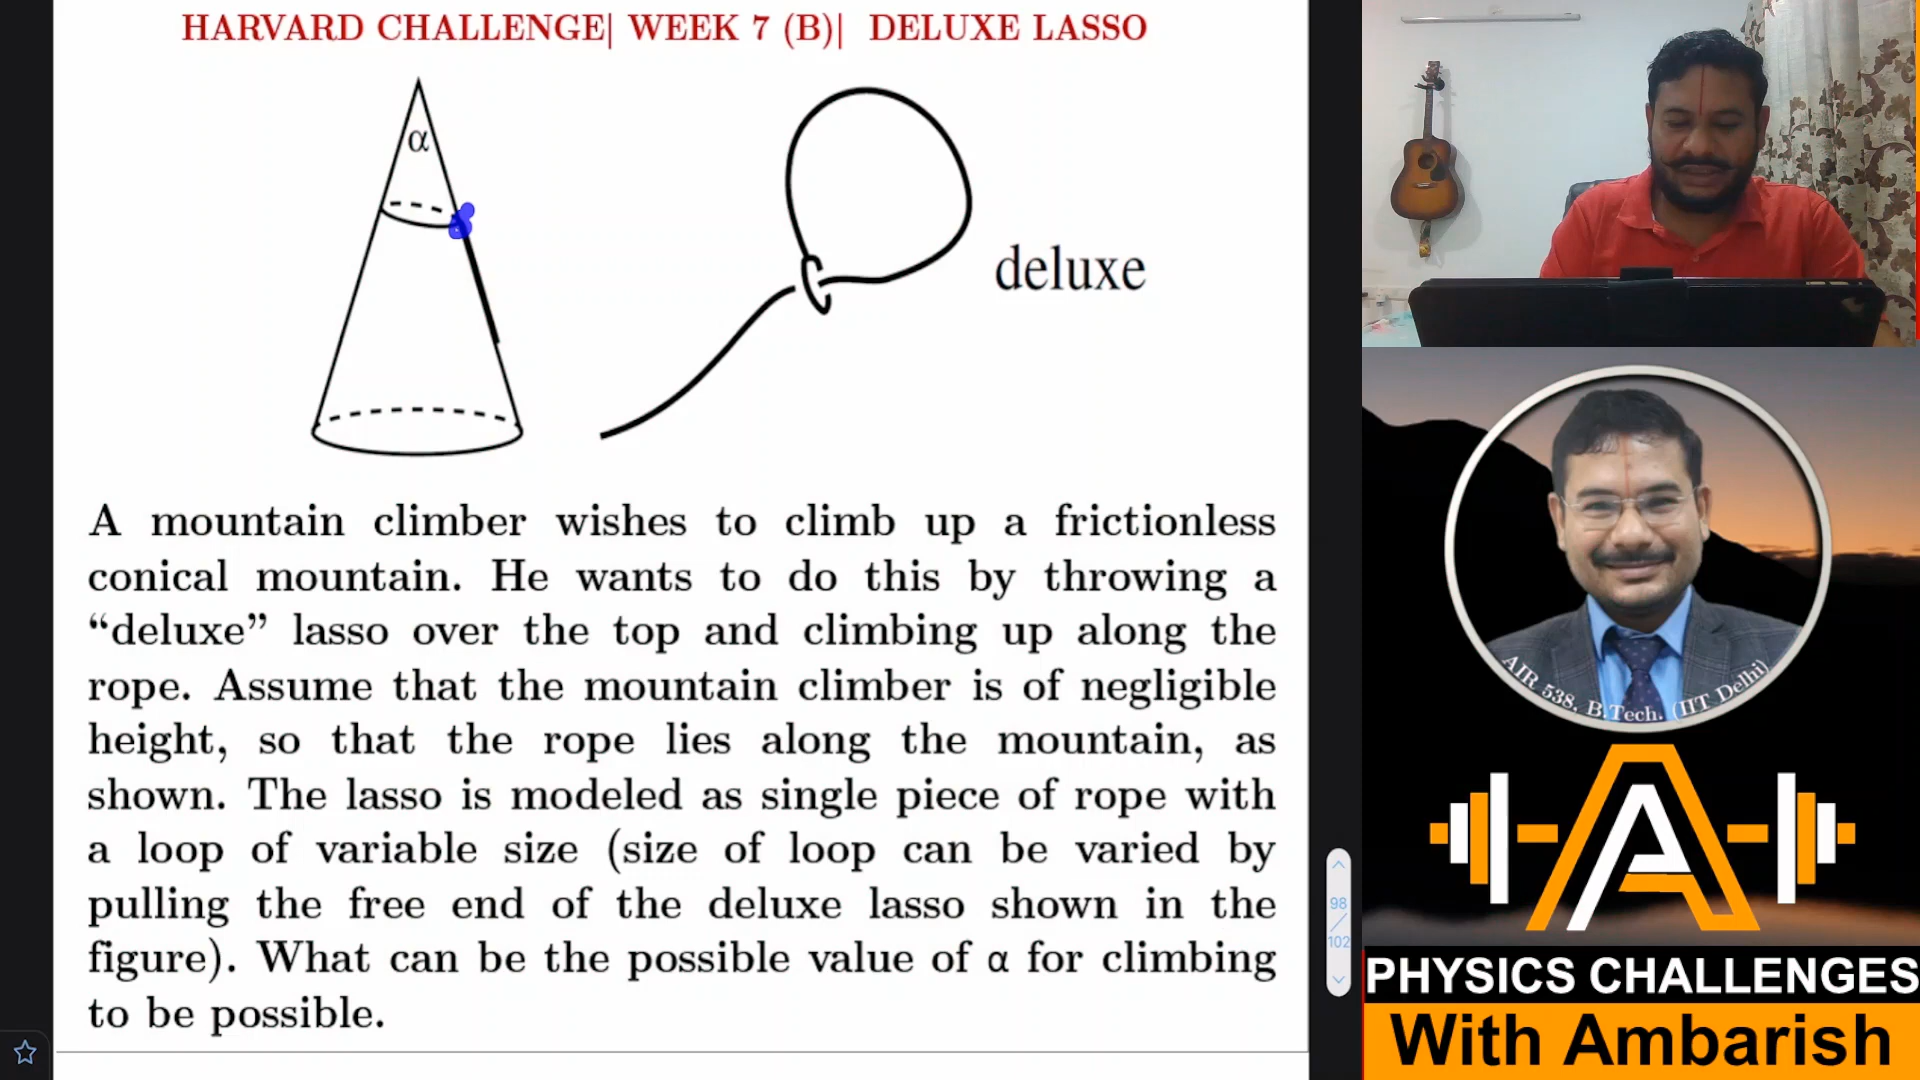 HARVARD CHALLENGE| WEEK 7 (B)| DELUXE LASSO
α
deluxe
A mountain climber wishes to climb up a frictionless
conical mountain. He wants to do this by throwing a
“deluxe” lasso over the top and climbing up along the
rope. Assume that the mountain climber is of negligible
height, so that the rope lies along the mountain, as
shown. The lasso is modeled as single piece of rope with
a loop of variable size (size of loop can be varied by
pulling the free end of the deluxe lasso shown in the
figure). What can be the possible value of α for climbing
to be possible.
98
102
AIR 538, B.Tech. (IIT Delhi)
A
PHYSICS CHALLENGES
With Ambarish